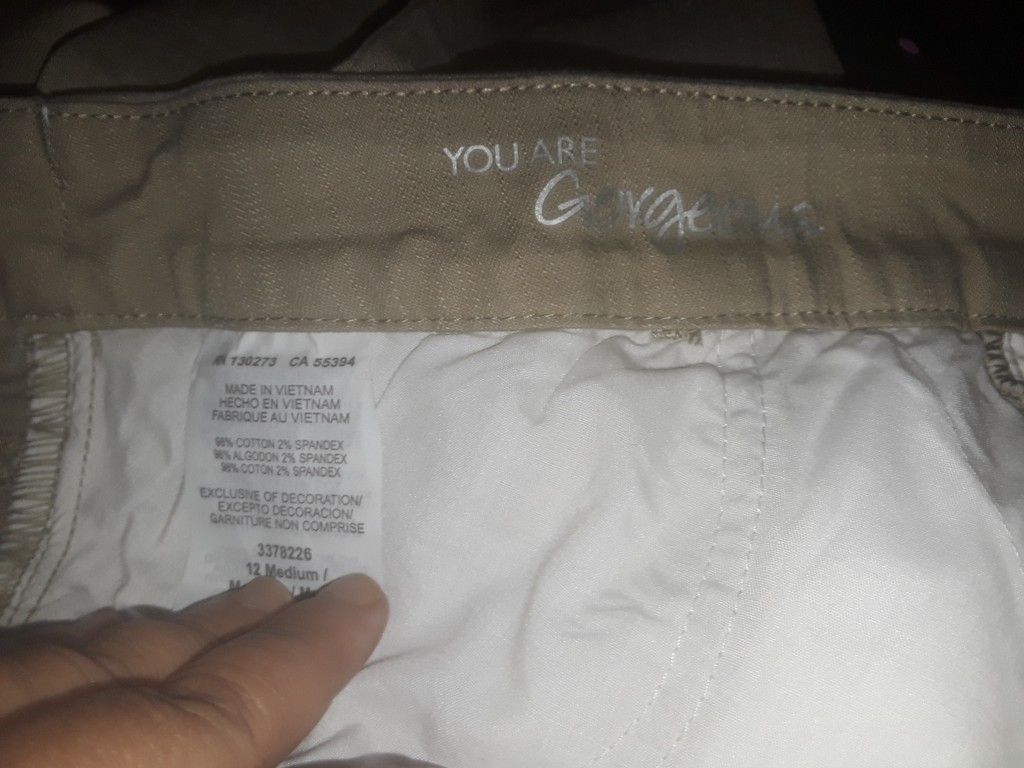 YOU ARE
Gorgeous
RN 130273 CA 55394
MADE IN VIETNAM
HECHO EN VIETNAM
FABRIQUE AU VIETNAM
98% COTTON 2% SPANDEX
98% ALGODON 2% SPANDEX
98% COTON 2% SPANDEX
EXCLUSIVE OF DECORATION/
EXCEPTO DECORACION/
GARNITURE NON COMPRISE
3378226
12 Medium /